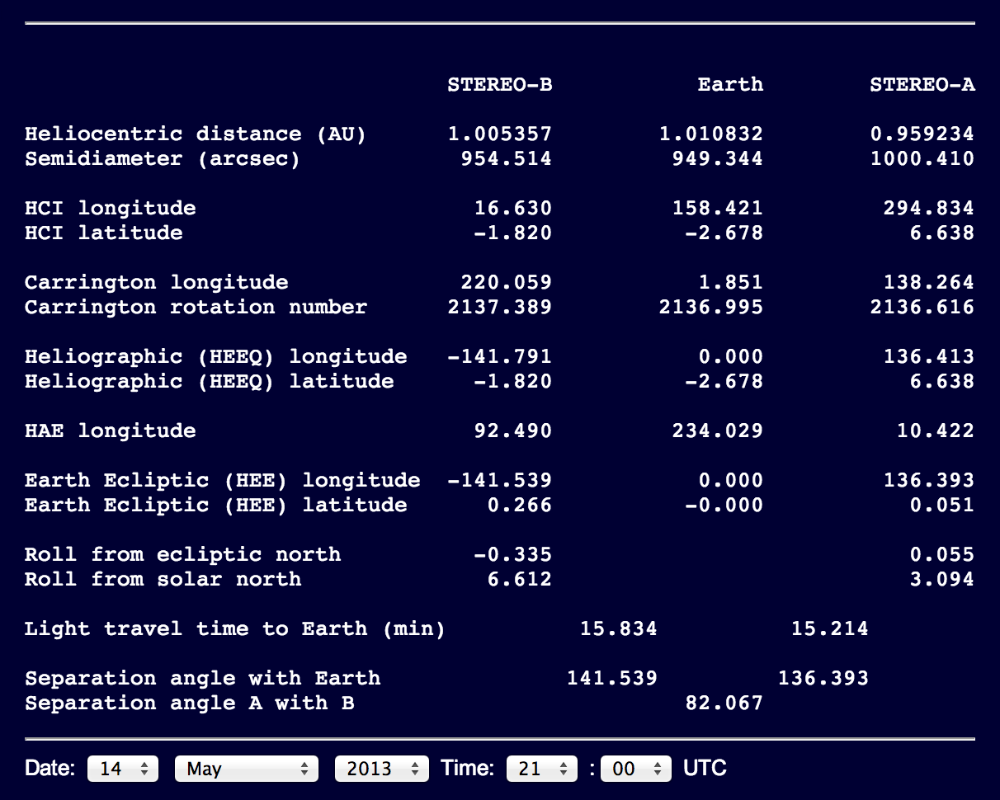 STEREO-B Earth STEREO-A
Heliocentric distance (AU) 1.005357 1.010832 0.959234
Semidiameter (arcsec) 954.514 949.344 1000.410
HCI longitude 16.630 158.421 294.834
HCI latitude -1.820 -2.678 6.638
Carrington longitude 220.059 1.851 138.264
Carrington rotation number 2137.389 2136.995 2136.616
Heliographic (HEEQ) longitude -141.791 0.000 136.413
Heliographic (HEEQ) latitude -1.820 -2.678 6.638
HAE longitude 92.490 234.029 10.422
Earth Ecliptic (HEE) longitude -141.539 0.000 136.393
Earth Ecliptic (HEE) latitude 0.266 -0.000 0.051
Roll from ecliptic north -0.335 0.055
Roll from solar north 6.612 3.094
Light travel time to Earth (min) 15.834 15.214
Separation angle with Earth 141.539 136.393
Separation angle A with B 82.067
Date: 14 May 2013 Time: 21 : 00 UTC